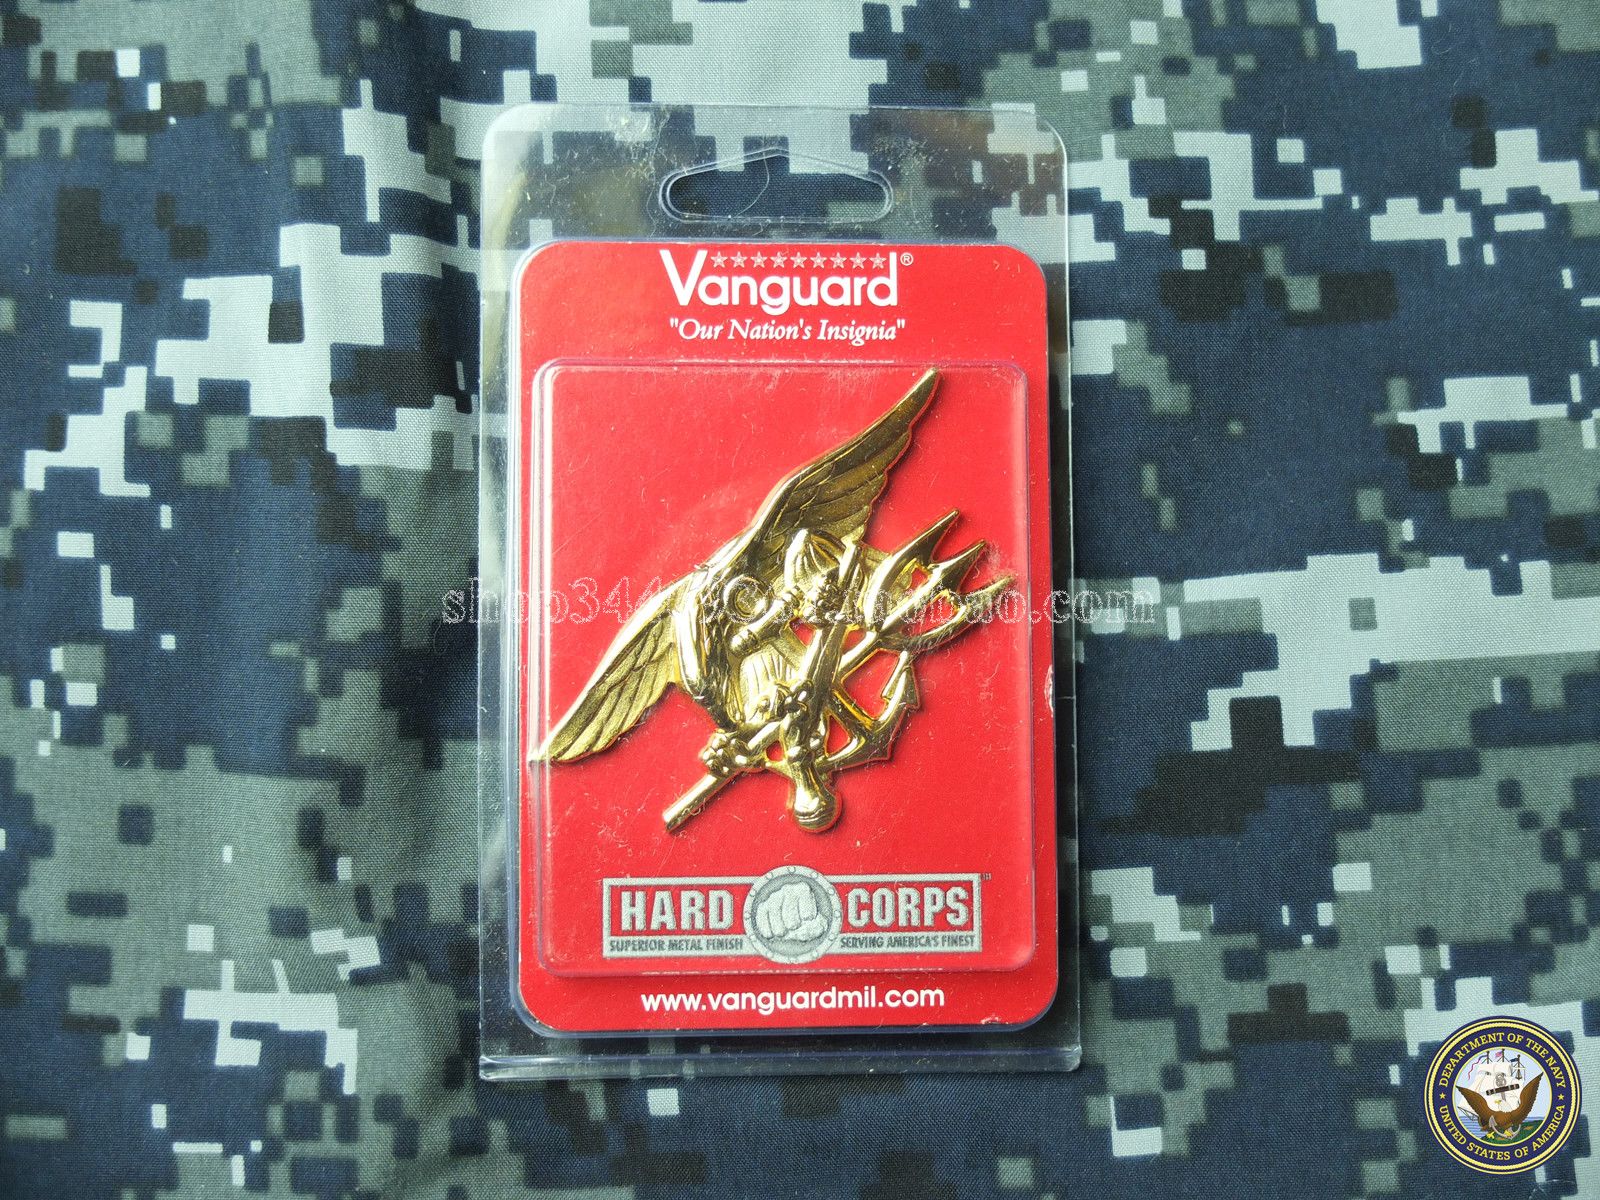 Vanguard®
"Our Nation's Insignia"
HARD CORPS
SUPERIOR METAL FINISH SERVING AMERICA'S FINEST
www.vanguardmil.com
DEPARTMENT OF THE NAVY
UNITED STATES OF AMERICA